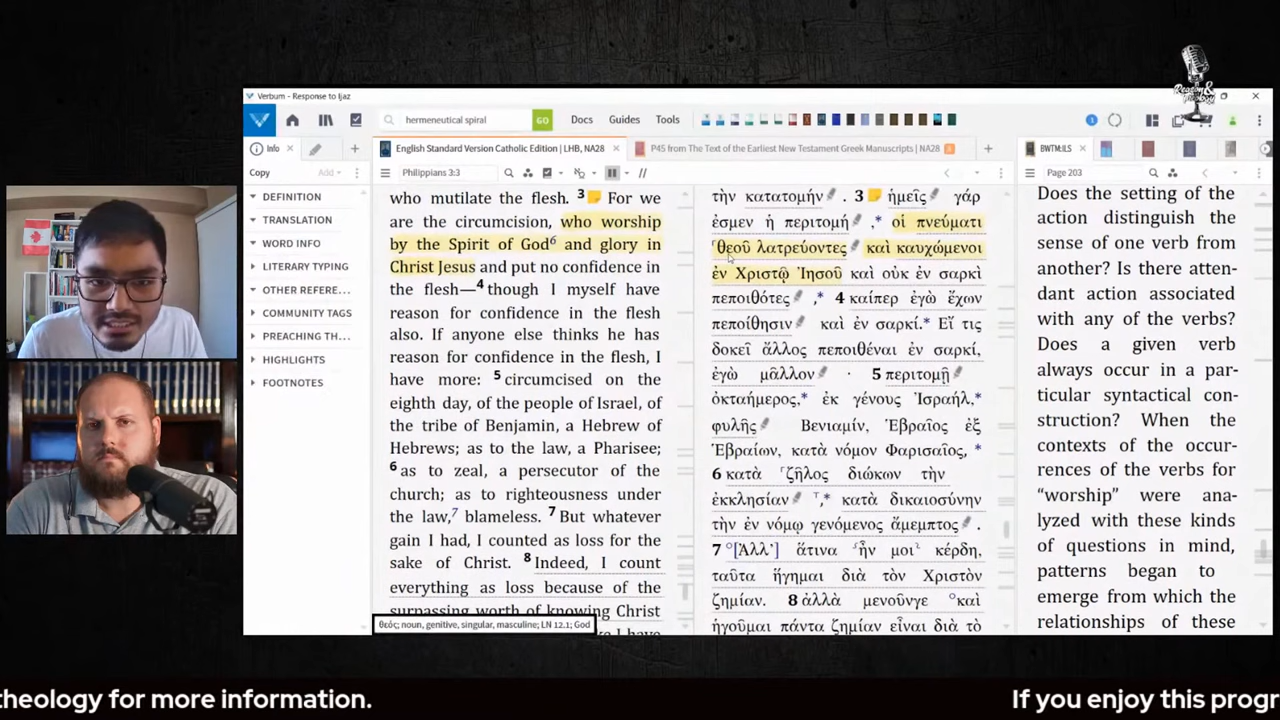 Reason &
Theology
Verbum - Response to Ijaz
hermeneutical spiral
GO
Docs Guides Tools
Info
English Standard Version Catholic Edition | LHB, NA28
P45 from The Text of the Earliest New Testament Greek Manuscripts | NA28
BWTM:ILS
Copy
Add
Philippians 3:3
Page 203
DEFINITION
TRANSLATION
WORD INFO
LITERARY TYPING
OTHER REFERE...
COMMUNITY TAGS
PREACHING TH...
HIGHLIGHTS
FOOTNOTES
who mutilate the flesh. 3 For we
are the circumcision, who worship
by the Spirit of God6 and glory in
Christ Jesus and put no confidence in
the flesh—4 though I myself have
reason for confidence in the flesh
also. If anyone else thinks he has
reason for confidence in the flesh, I
have more: 5 circumcised on the
eighth day, of the people of Israel, of
the tribe of Benjamin, a Hebrew of
Hebrews; as to the law, a Pharisee;
6 as to zeal, a persecutor of the
church; as to righteousness under
the law,7 blameless. 7 But whatever
gain I had, I counted as loss for the
sake of Christ. 8 Indeed, I count
everything as loss because of the
surpassing worth of knowing Christ
θεός; noun, genitive, singular, masculine; LN 12.1; God
τὴν κατατομήν . 3 ἡμεῖς γάρ
ἐσμεν ἡ περιτομή ,* οἱ πνεύματι
⸀θεοῦ λατρεύοντες καὶ καυχώμενοι
ἐν Χριστῷ Ἰησοῦ καὶ οὐκ ἐν σαρκὶ
πεποιθότες ,* 4 καίπερ ἐγὼ ἔχων
πεποίθησιν καὶ ἐν σαρκί.* Εἴ τις
δοκεῖ ἄλλος πεποιθέναι ἐν σαρκί,
ἐγὼ μᾶλλον · 5 περιτομῇ
ὀκταήμερος,* ἐκ γένους Ἰσραήλ,*
φυλῆς Βενιαμίν, Ἑβραῖος ἐξ
Ἑβραίων, κατὰ νόμον Φαρισαῖος, *
6 κατὰ ⸀ζῆλος διώκων τὴν
ἐκκλησίαν ⸆,* κατὰ δικαιοσύνην
τὴν ἐν νόμῳ γενόμενος ἄμεμπτος .
7 °[Ἀλλ᾽] ἅτινα ⸂ἦν μοι⸃ κέρδη,
ταῦτα ἥγημαι διὰ τὸν Χριστὸν
ζημίαν. 8 ἀλλὰ μενοῦνγε °καὶ
ἡγοῦμαι πάντα ζημίαν εἶναι διὰ τὸ
Does the setting of the
action distinguish the
sense of one verb from
another? Is there atten-
dant action associated
with any of the verbs?
Does a given verb
always occur in a par-
ticular syntactical con-
struction? When the
contexts of the occur-
rences of the verbs for
“worship” were ana-
lyzed with these kinds
of questions in mind,
patterns began to
emerge from which the
relationships of these
theology for more information.
If you enjoy this progr